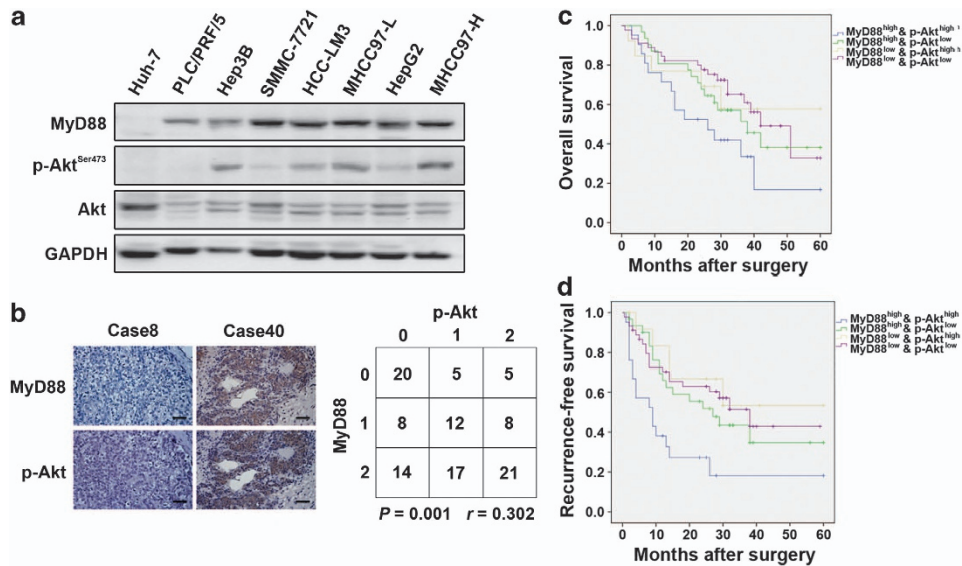 a
Huh-7
PLC/PRF/5
Hep3B
SMMC-7721
HCC-LM3
MHCC97-L
HepG2
MHCC97-H
MyD88
p-AktSer473
Akt
GAPDH
b
Case8 Case40
MyD88
p-Akt
p-Akt
0 1 2
MyD88
0 20 5 5
1 8 12 8
2 14 17 21
P = 0.001 r = 0.302
c
Overall survival
1.0
0.8
0.6
0.4
0.2
0.0
0 10 20 30 40 50 60
Months after surgery
MyD88high & p-Akthigh 1
MyD88high & p-Aktlow
MyD88low & p-Akthigh 1
MyD88low & p-Aktlow
d
Recurrence-free survival
1.0
0.8
0.6
0.4
0.2
0.0
0 10 20 30 40 50 60
Months after surgery
MyD88high & p-Akthigh
MyD88high & p-Aktlow
MyD88low & p-Akthigh
MyD88low & p-Aktlow